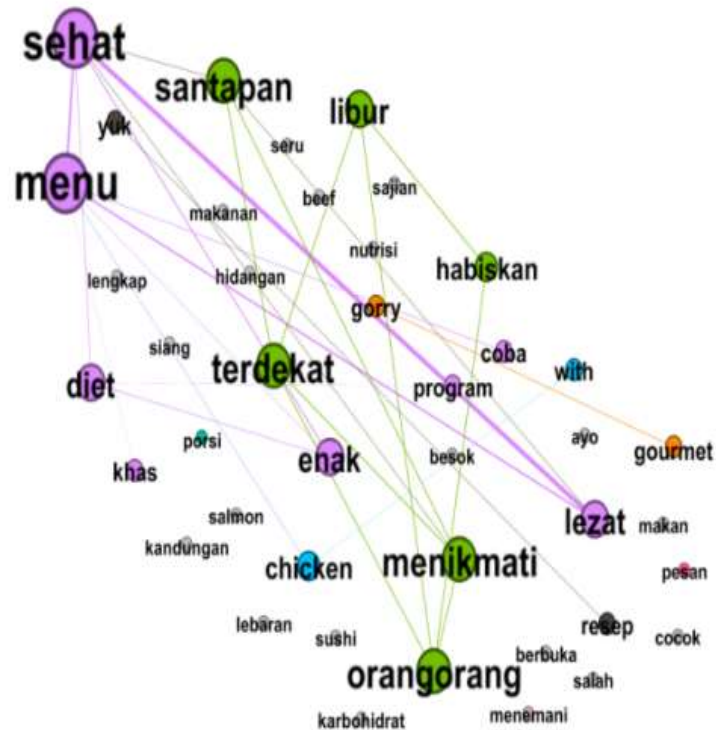 sehat
santapan
libur
yuk
seru
menu
makanan
beef
sajian
nutrisi
lengkap
hidangan
habiskan
gorry
siang
coba
diet
terdekat
program
with
porsi
khas
enak
besok
ayo
gourmet
salmon
lezat
makan
kandungan
chicken
menikmati
pesan
lebaran
sushi
resep
cocok
berbuka
orangorang
salah
karbohidrat
menemani